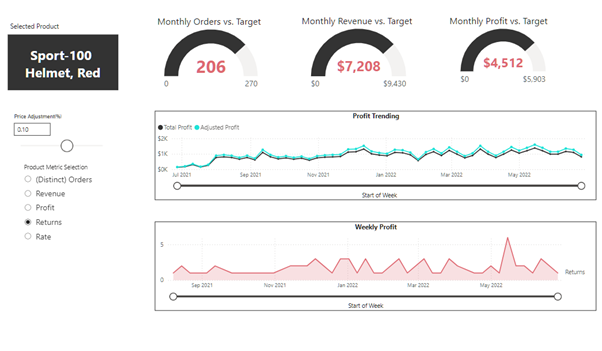 Selected Product
Sport-100
Helmet, Red
Monthly Orders vs. Target
206
0
270
Monthly Revenue vs. Target
$7,208
$0
$9,430
Monthly Profit vs. Target
$4,512
$0
$5,903
Price Adjustment(%)
0.10
Product Metric Selection
(Distinct) Orders
Revenue
Profit
Returns
Rate
Profit Trending
Total Profit Adjusted Profit
$2K
$1K
$0K
Jul 2021 Sep 2021 Nov 2021 Jan 2022 Mar 2022 May 2022
Start of Week
Weekly Profit
5
0
Returns
Sep 2021 Nov 2021 Jan 2022 Mar 2022 May 2022
Start of Week